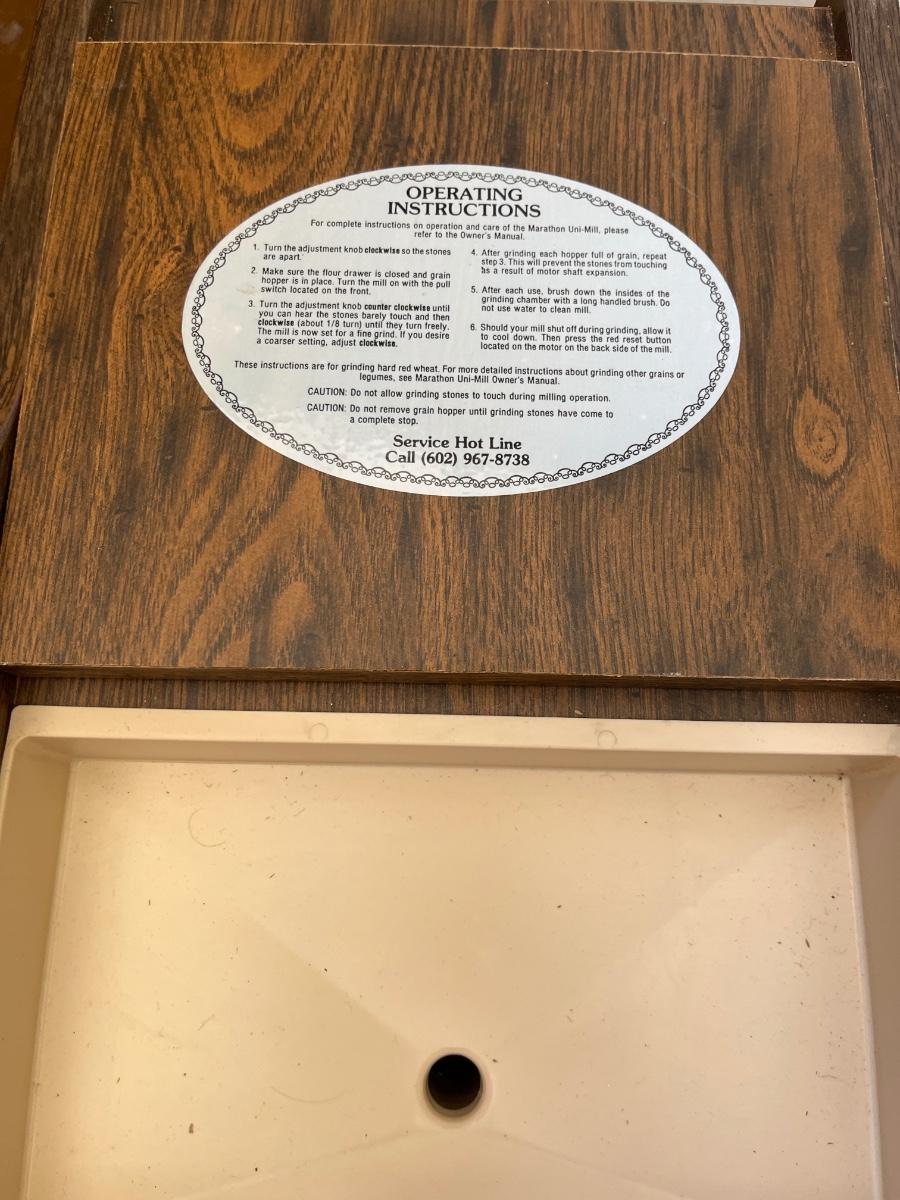 OPERATING
INSTRUCTIONS
For complete instructions on operation and care of the Marathon Uni-Mill, please
refer to the Owner's Manual.
1. Turn the adjustment knob clockwise so the stones
are apart.
2. Make sure the flour drawer is closed and grain
hopper is in place. Turn the mill on with the pull
switch located on the front.
3. Turn the adjustment knob counter clockwise until
you can hear the stones barely touch and then
clockwise (about 1/8 turn) until they turn freely.
The mill is now set for a fine grind. If you desire
a coarser setting, adjust clockwise.
4. After grinding each hopper full of grain, repeat
step 3. This will prevent the stones from touching
as a result of motor shaft expansion.
5. After each use, brush down the insides of the
grinding chamber with a long handled brush. Do
not use water to clean mill.
6. Should your mill shut off during grinding, allow it
to cool down. Then press the red reset button
located on the motor on the back side of the mill.
These instructions are for grinding hard red wheat. For more detailed instructions about grinding other grains or
legumes, see Marathon Uni-Mill Owner's Manual.
CAUTION: Do not allow grinding stones to touch during milling operation.
CAUTION: Do not remove grain hopper until grinding stones have come to
a complete stop.
Service Hot Line
Call (602) 967-8738